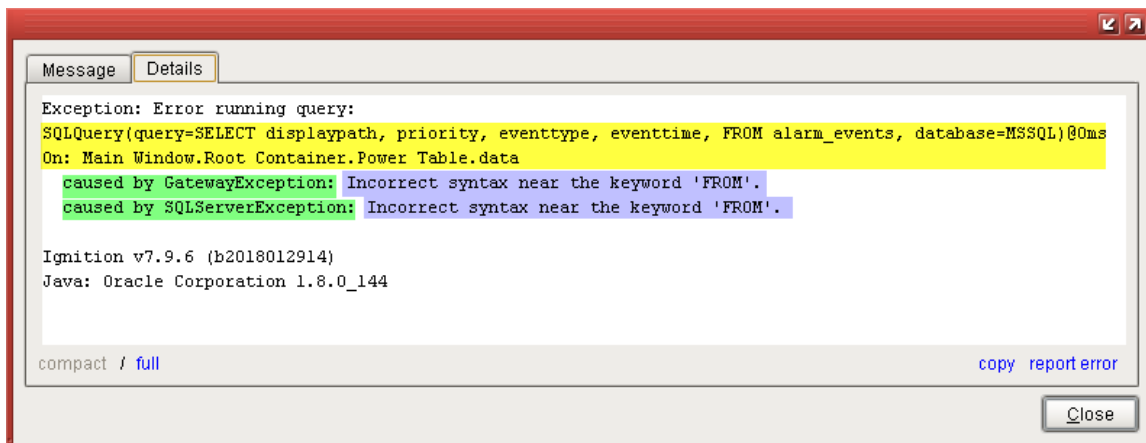 Message Details
Exception: Error running query:
SQLQuery(query=SELECT displaypath, priority, eventtype, eventtime, FROM alarm_events, database=MSSQL)@0ms
On: Main Window.Root Container.Power Table.data
caused by GatewayException: Incorrect syntax near the keyword 'FROM'.
caused by SQLServerException: Incorrect syntax near the keyword 'FROM'.
Ignition v7.9.6 (b2018012914)
Java: Oracle Corporation 1.8.0_144
compact / full copy report error
Close